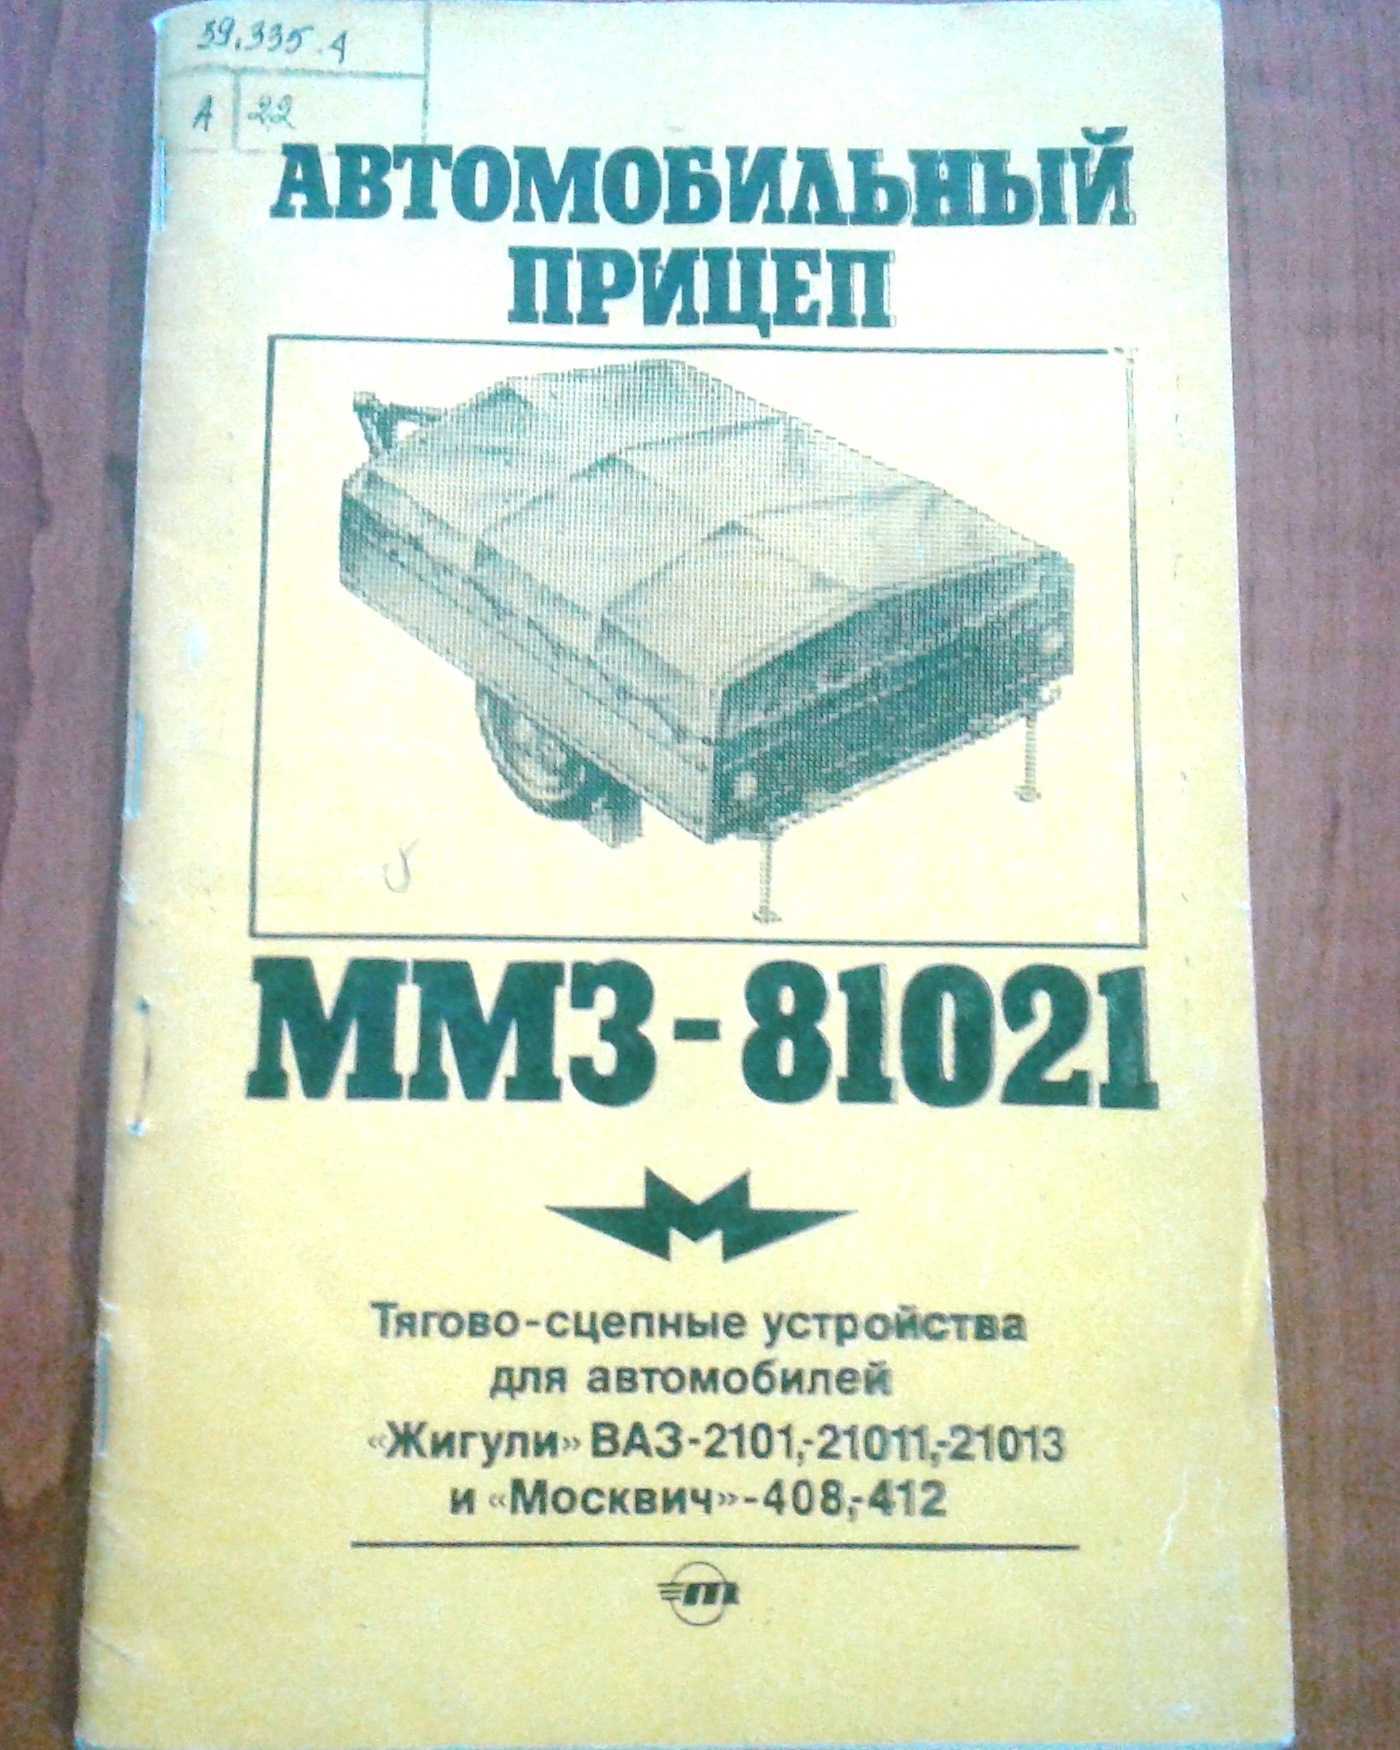 39.335.4
А 22
АВТОМОБИЛЬНЫЙ
ПРИЦЕП
ММЗ-81021
Тягово-сцепные устройства
для автомобилей
«Жигули» ВАЗ-2101,-21011,-21013
и «Москвич»-408,-412